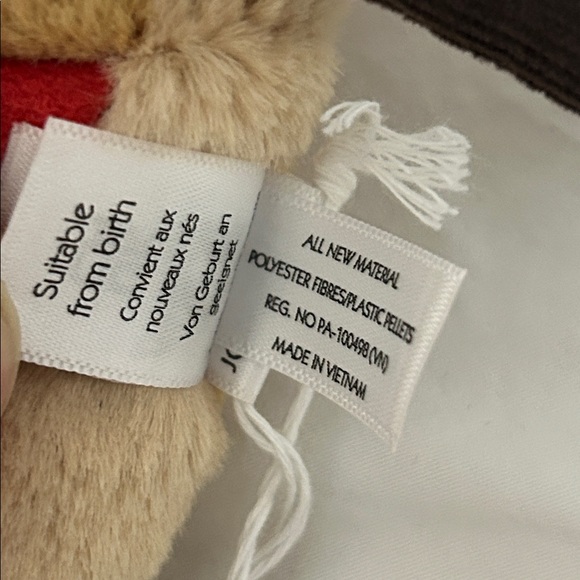 Suitable
from birth
Convient aux
nouveaux nés
Von Geburt an
geeignet
ALL NEW MATERIAL
POLYESTER FIBRES/PLASTIC PELLETS
REG. NO PA-100498 (VN)
MADE IN VIETNAM